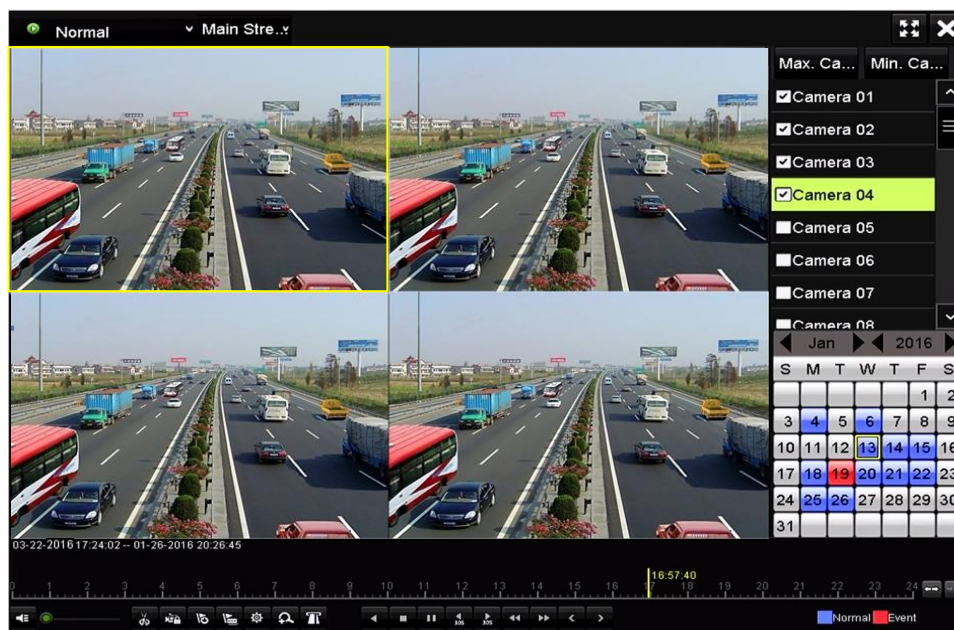 Normal Main Stre..
Max. Ca... Min. Ca...
Camera 01
Camera 02
Camera 03
Camera 04
Camera 05
Camera 06
Camera 07
Camera 08
Jan 2016
S M T W T F S
1 2
3 4 5 6 7 8 9
10 11 12 13 14 15 16
17 18 19 20 21 22 23
24 25 26 27 28 29 30
31
03-22-2016 17:24:02 -- 01-26-2016 20:26:45
16:57:40
0 1 2 3 4 5 6 7 8 9 10 11 12 13 14 15 16 17 18 19 20 21 22 23 24
30S 30S
Normal Event